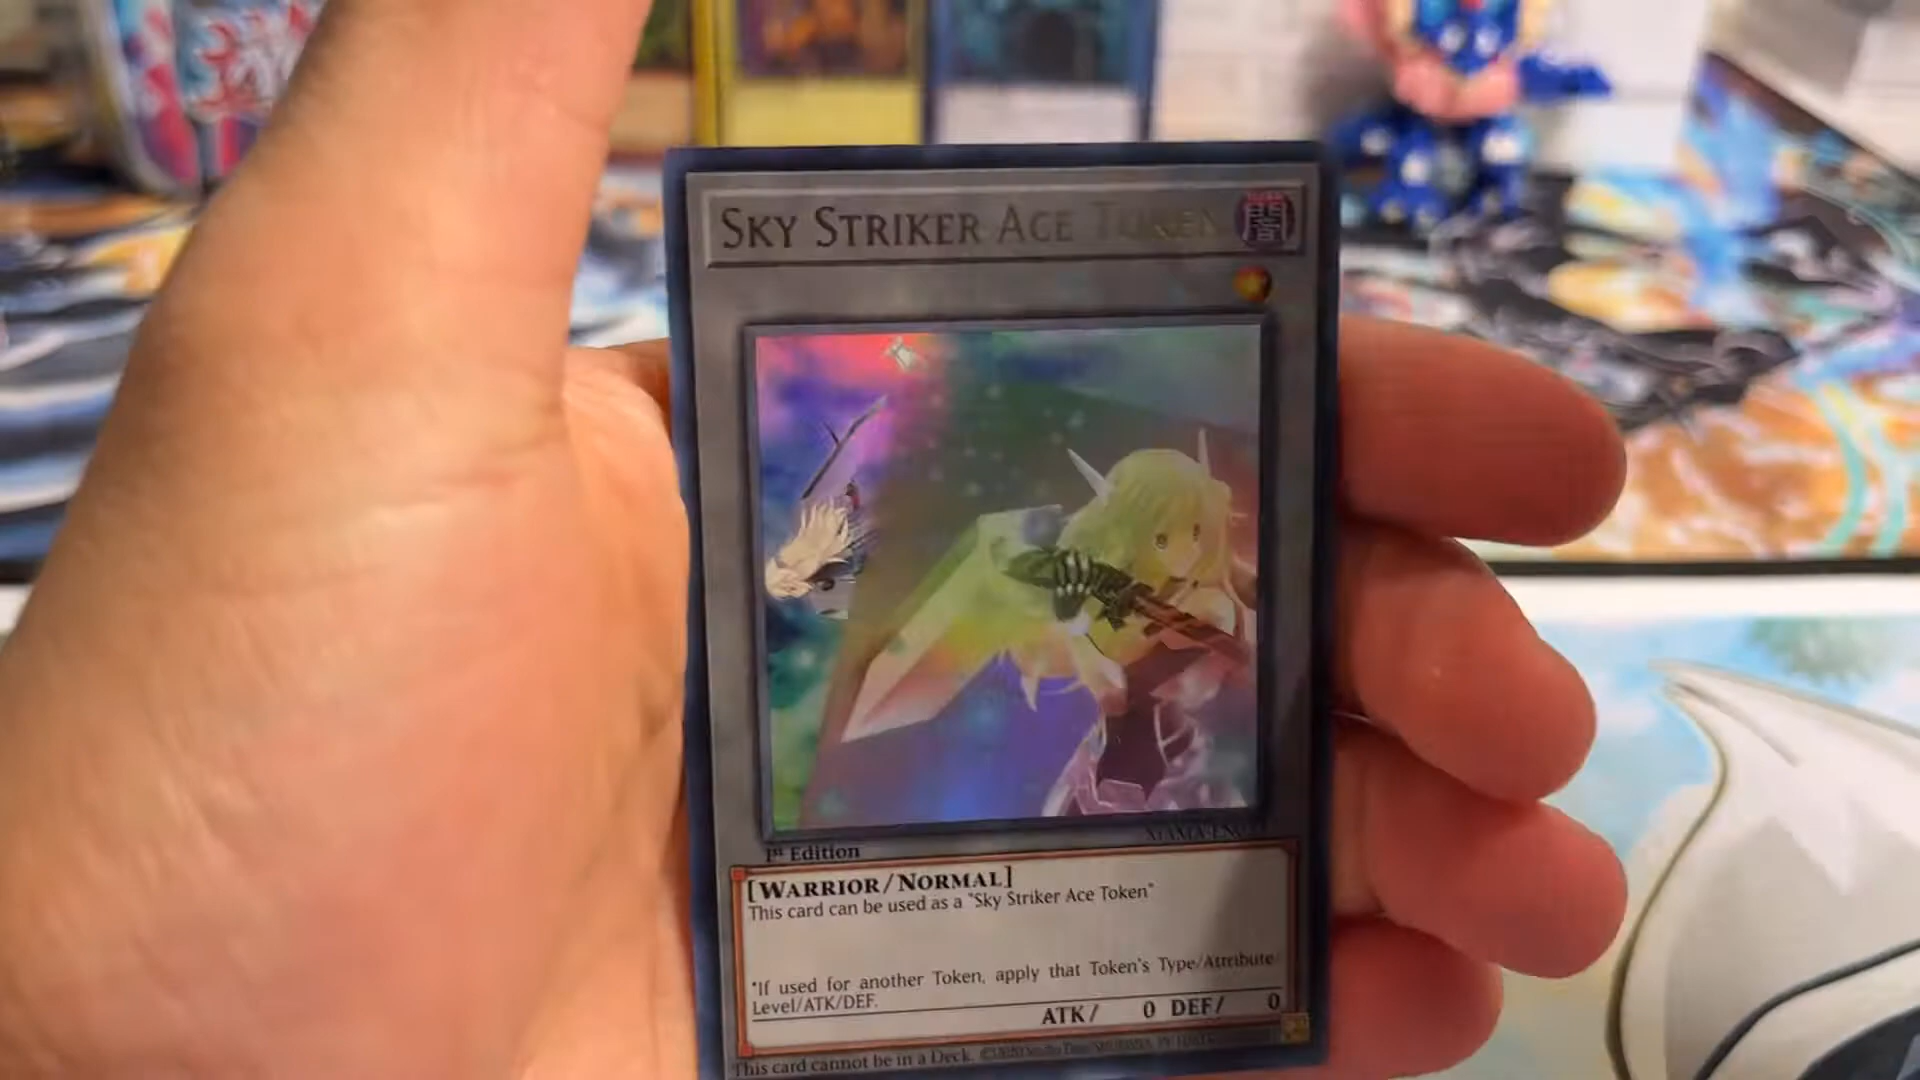 SKY STRIKER ACE TOKEN
闇
1st Edition
[WARRIOR/NORMAL]
This card can be used as a "Sky Striker Ace Token"
*If used for another Token, apply that Token's Type/Attribute/
Level/ATK/DEF.
ATK/ 0 DEF/ 0
This card cannot be in a Deck.